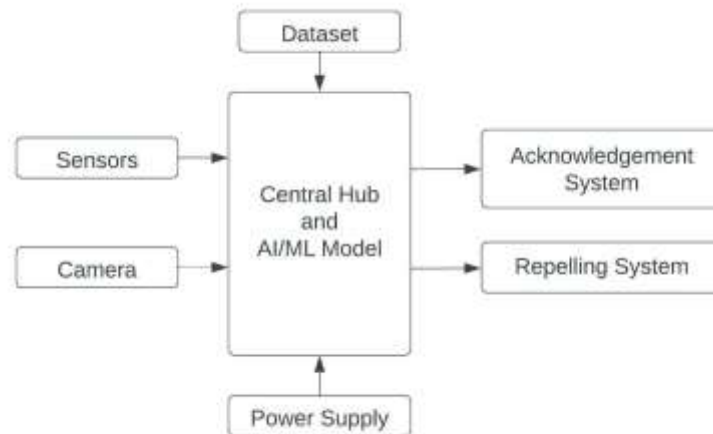 Dataset
Sensors
Camera
Central Hub
and
AI/ML Model
Acknowledgement
System
Repelling System
Power Supply